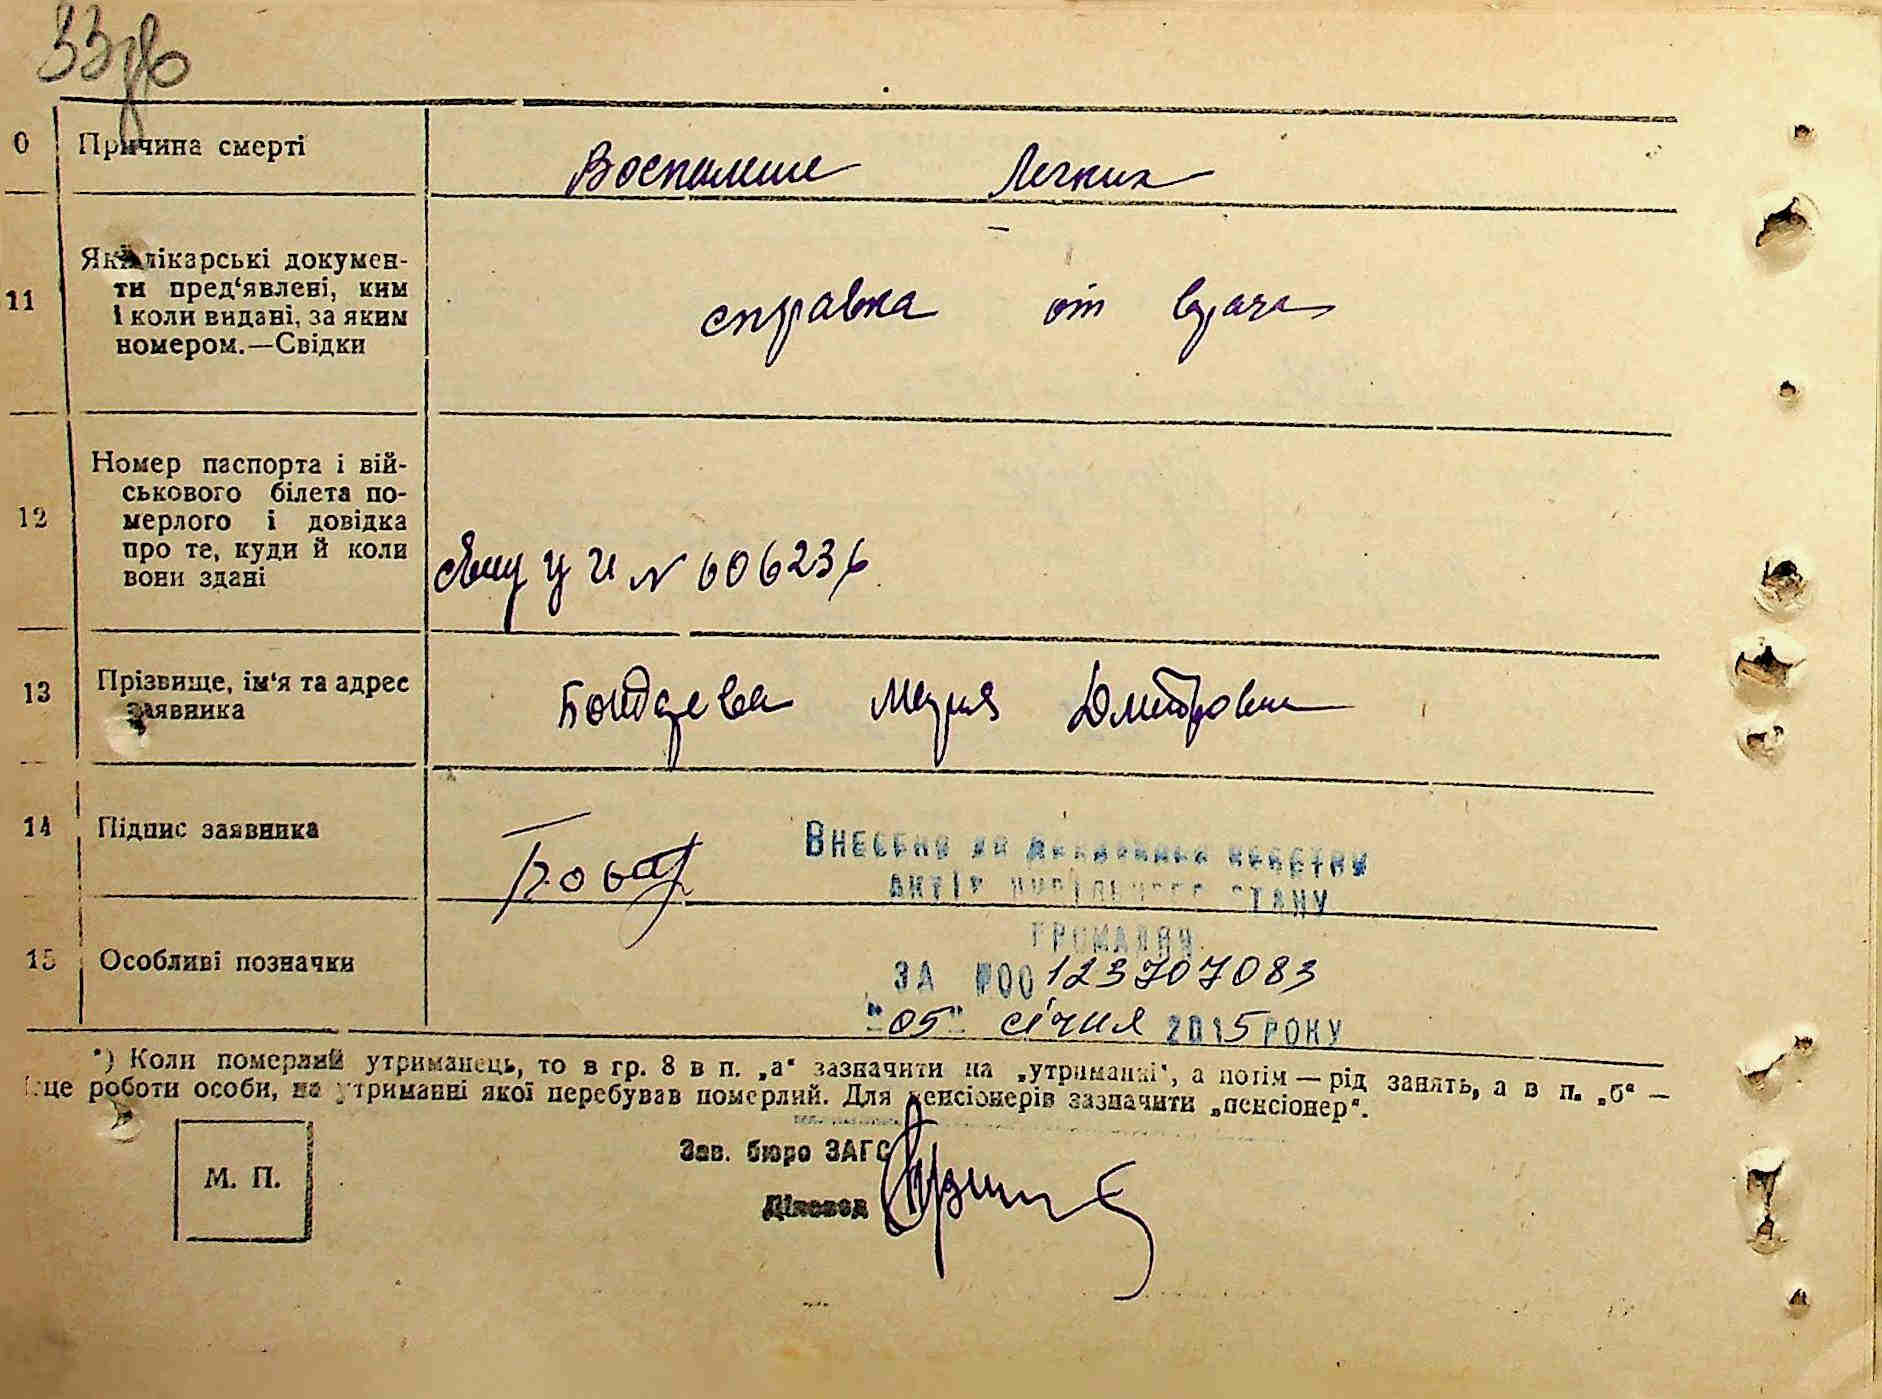 33
0 Причина смерті
Воспаление Легких
11 Які лікарські докумен-
ти пред'явлені, ким
і коли видані, за яким
номером.—Свідки
справка от врача
12 Номер паспорта і вій-
ськового білета по-
мерлого і довідка
про те, куди й коли
вони здані
У И N 606236
13 Прізвище, ім'я та адрес
заявника
Бондарева Мария Дмитровна
14 Підпис заявника
Внесено до державного реєстру
актів цивільного стану
громадян
за №00123707083
"05" січня 2015 року
15 Особливі позначки
*) Коли померлий утриманець, то в гр. 8 в п. „а" зазначити на „утриманні", а потім — рід занять, а в п. „б" —
це роботи особи, на утриманні якої перебував померлий. Для пенсіонерів зазначити „пенсіонер".
М. П.
Зав. бюро ЗАГС
Діловод